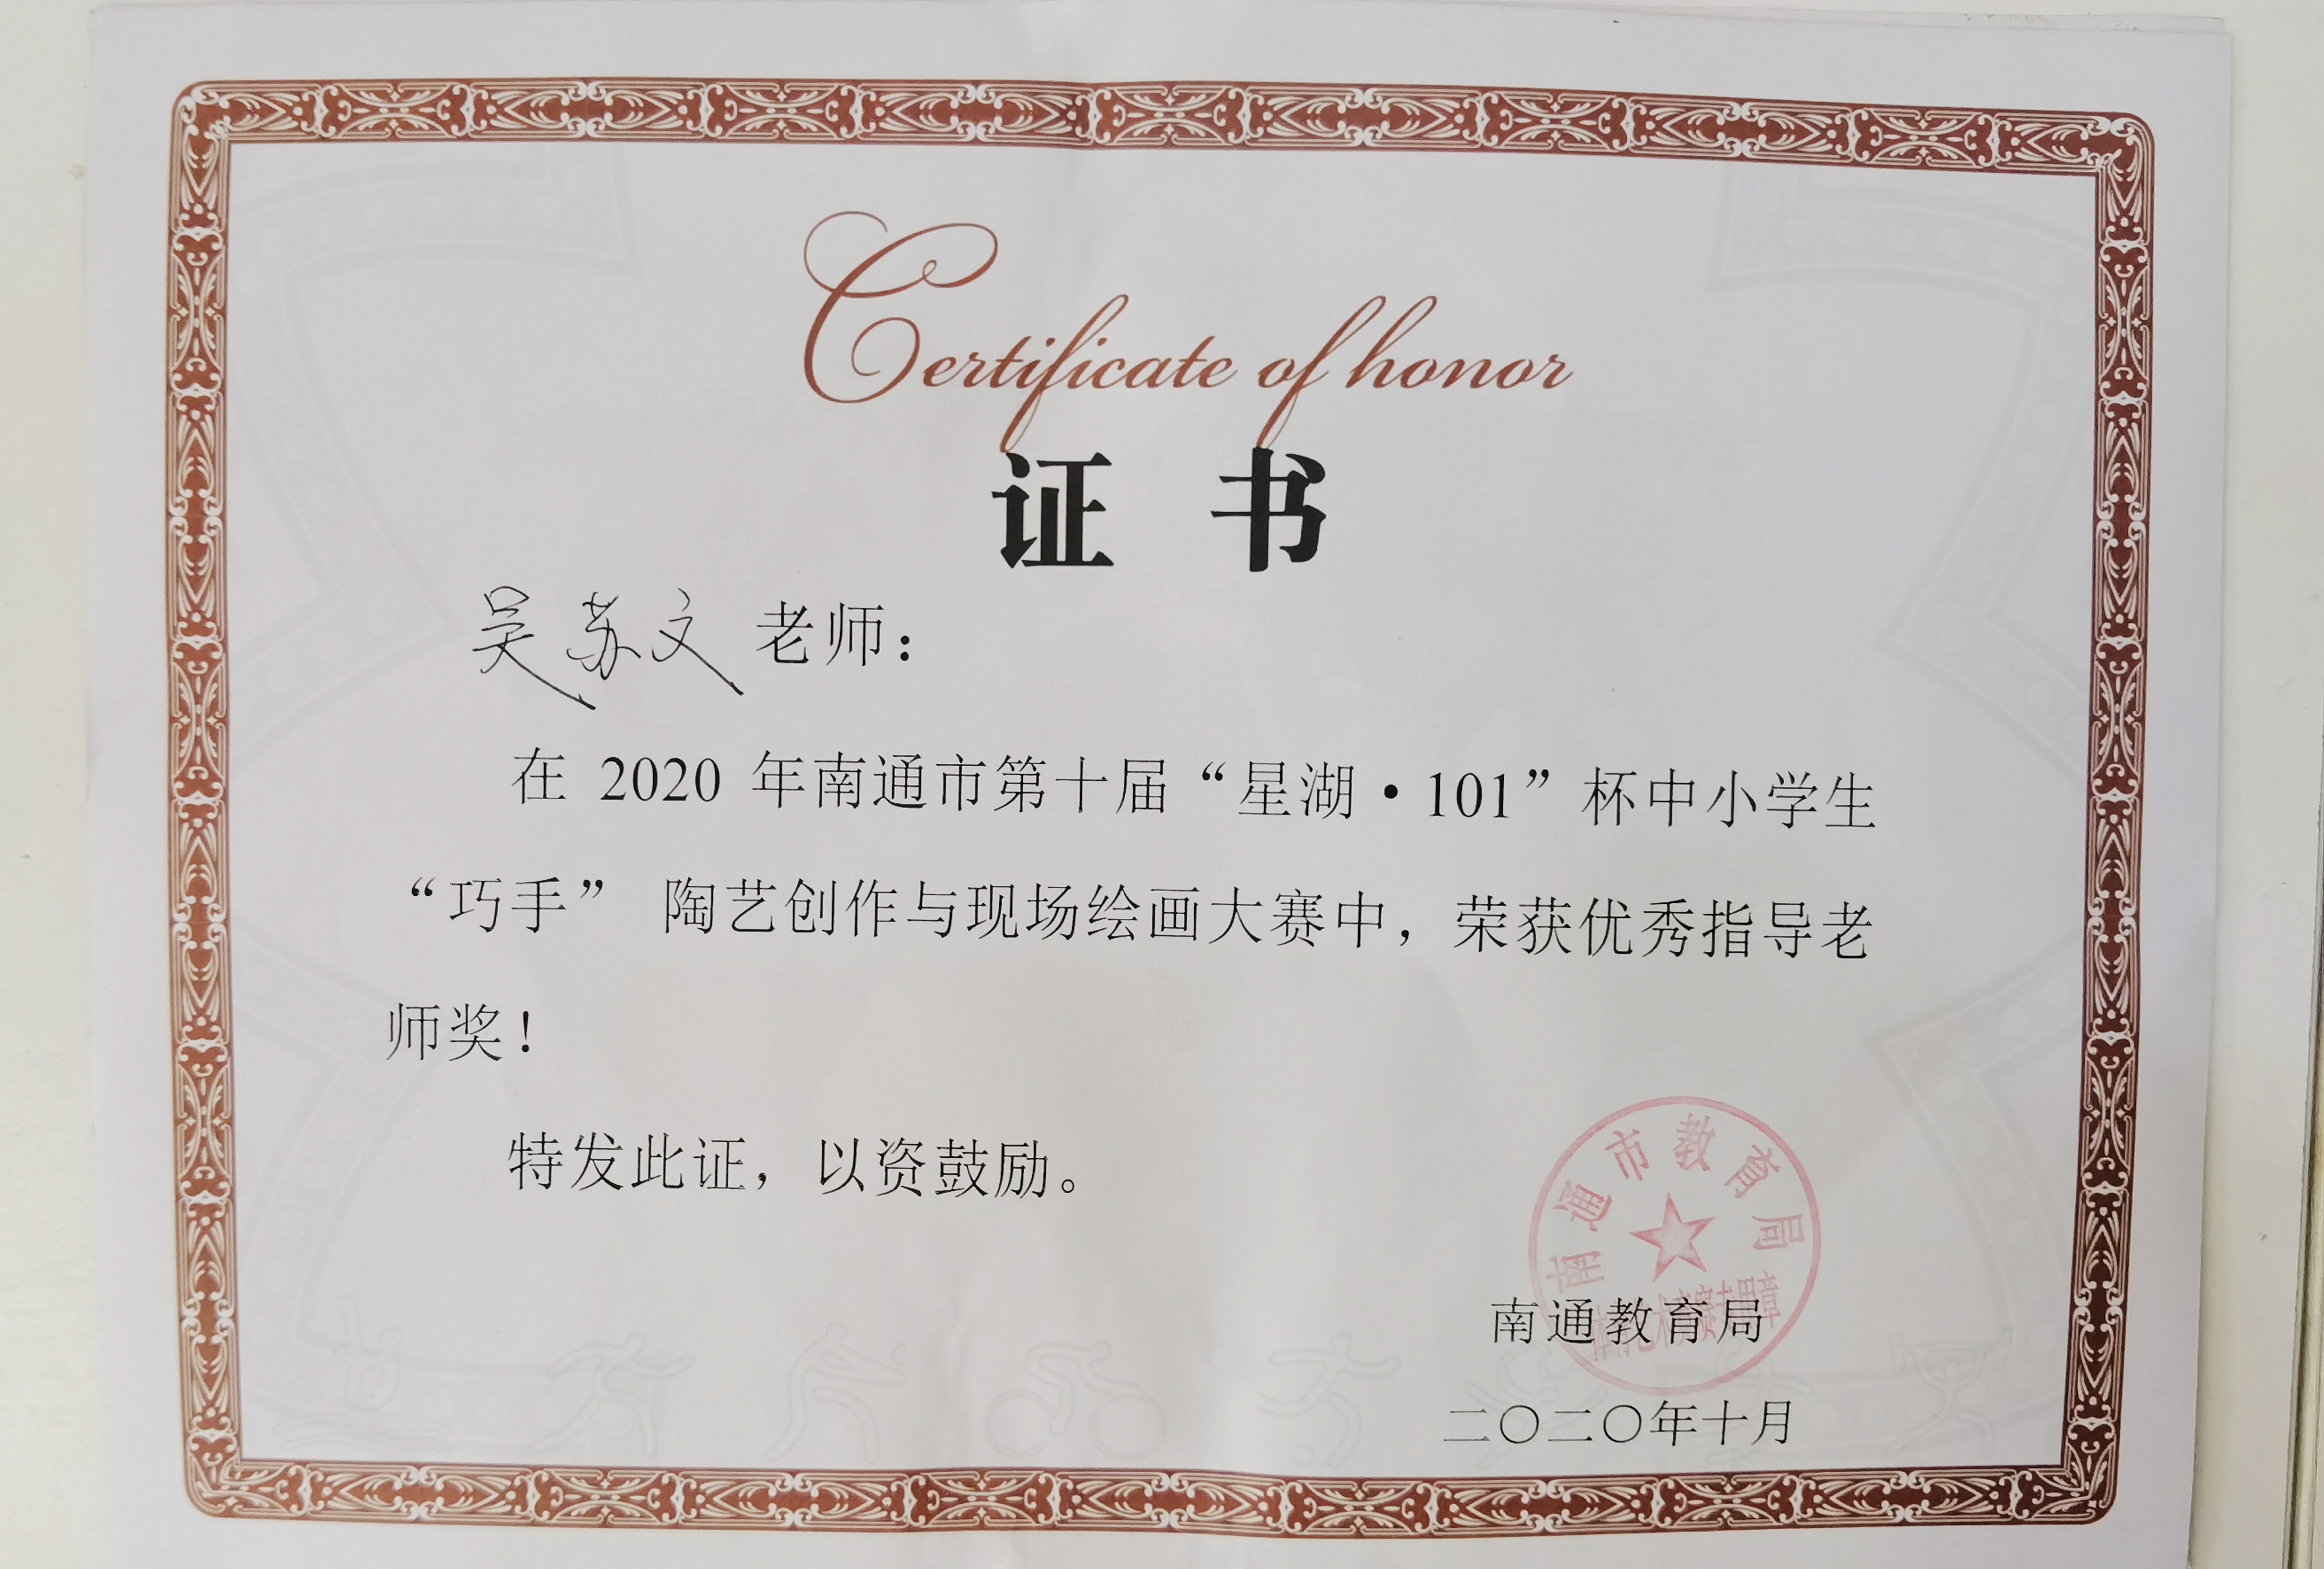 Certificate of honor
证 书
吴苏文 老师：
在 2020 年南通市第十届“星湖·101”杯中小学生
“巧手” 陶艺创作与现场绘画大赛中，荣获优秀指导老
师奖！
特发此证，以资鼓励。
南通市教育局
南通教育局
二〇二〇年十月